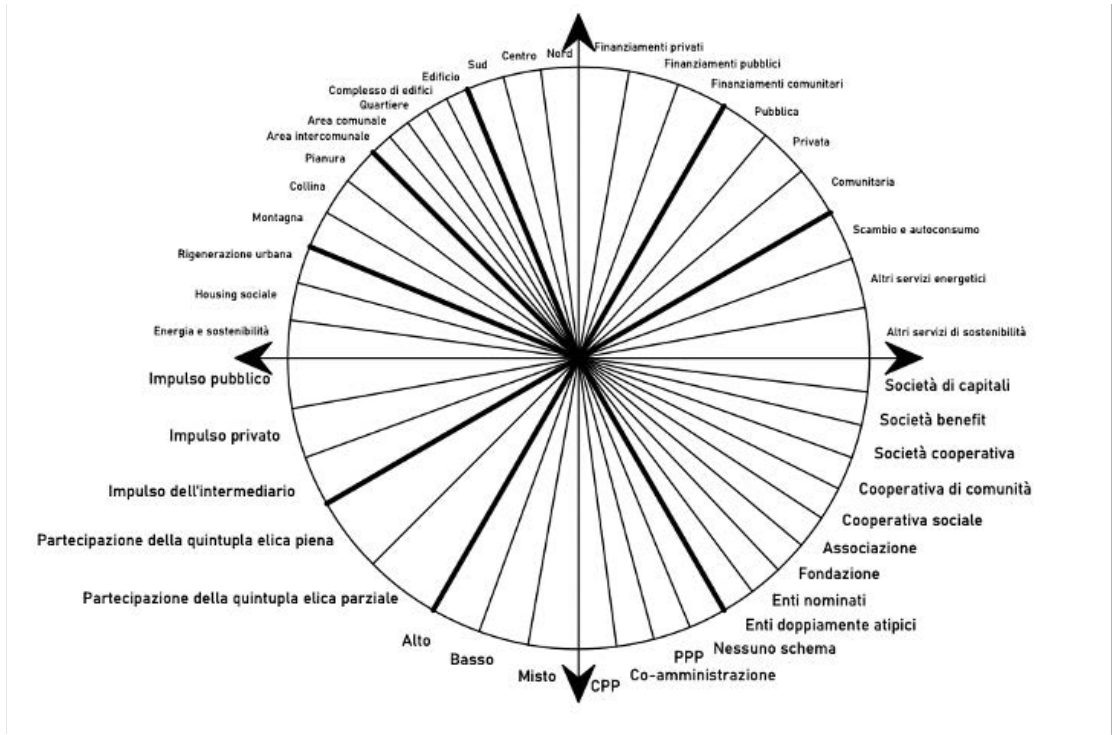 Nord
Finanziamenti privati
Centro
Sud
Finanziamenti pubblici
Edificio
Finanziamenti comunitari
Complesso di edifici
Quartiere
Pubblica
Area comunale
Area intercomunale
Privata
Pianura
Collina
Comunitaria
Montagna
Scambio e autoconsumo
Rigenerazione urbana
Altri servizi energetici
Housing sociale
Energia e sostenibilità
Altri servizi di sostenibilità
Impulso pubblico
Società di capitali
Società benefit
Impulso privato
Società cooperativa
Impulso dell'intermediario
Cooperativa di comunità
Cooperativa sociale
Partecipazione della quintupla elica piena
Associazione
Fondazione
Partecipazione della quintupla elica parziale
Enti nominati
Enti doppiamente atipici
Alto
Nessuno schema
Basso
PPP
Misto
Co-amministrazione
CPP